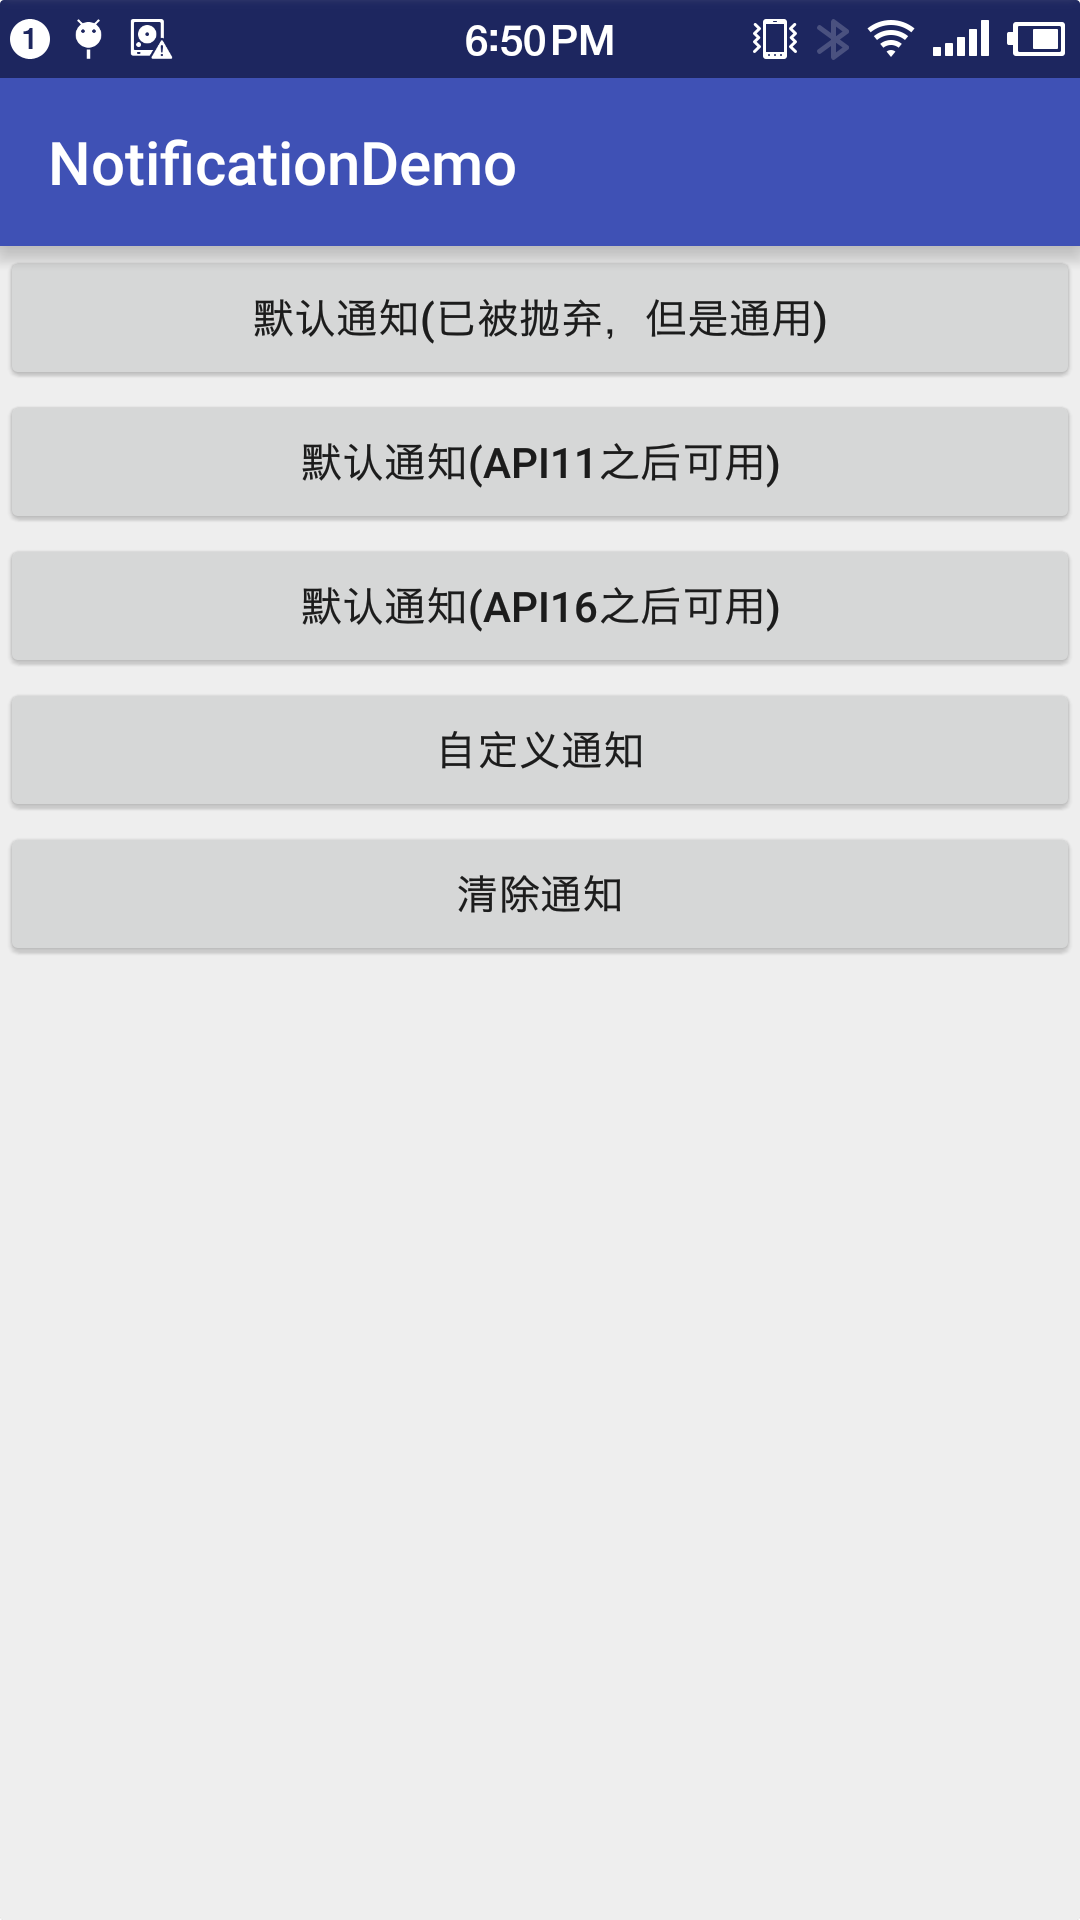 1
6:50 PM
NotificationDemo
默认通知(已被抛弃，但是通用)
默认通知(API11之后可用)
默认通知(API16之后可用)
自定义通知
清除通知